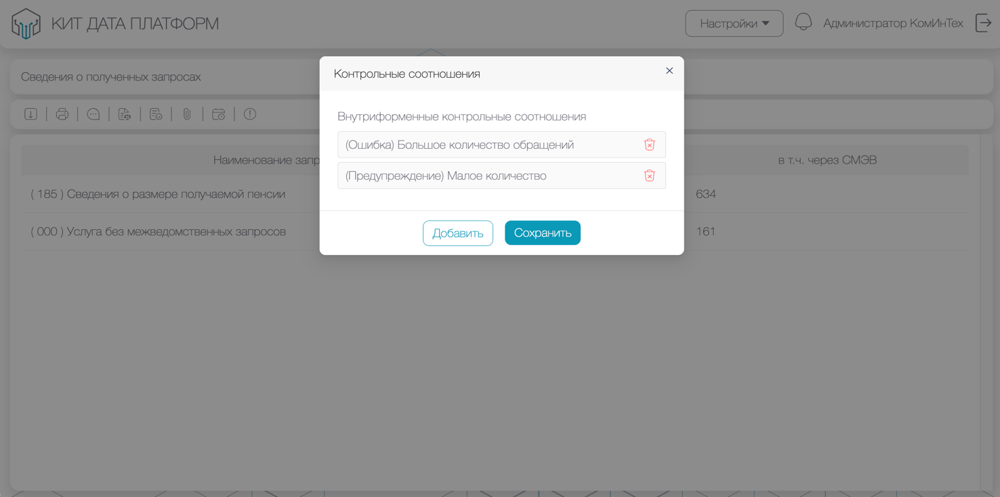 КИТ ДАТА ПЛАТФОРМ
Настройки
Администратор КомИнТех
Сведения о полученных запросах
Контрольные соотношения
Внутриформенные контрольные соотношения
(Ошибка) Большое количество обращений
(Предупреждение) Малое количество
Добавить
Сохранить
Наименование запр
в т.ч. через СМЭВ
( 185 ) Сведения о размере получаемой пенсии
634
( 000 ) Услуга без межведомственных запросов
161